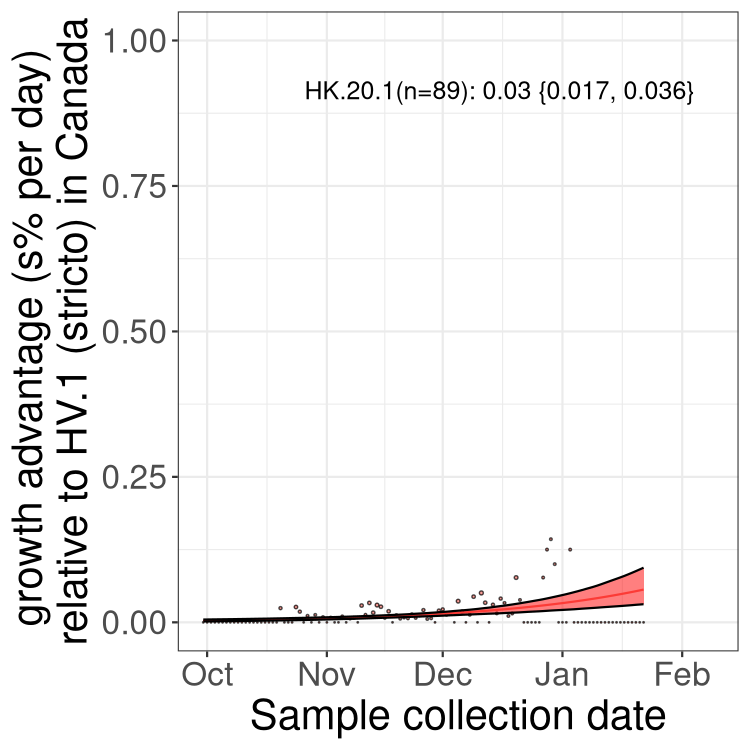 growth advantage (s% per day)
relative to HV.1 (stricto) in Canada
1.00
0.75
0.50
0.25
0.00
HK.20.1(n=89): 0.03 {0.017, 0.036}
Oct Nov Dec Jan Feb
Sample collection date